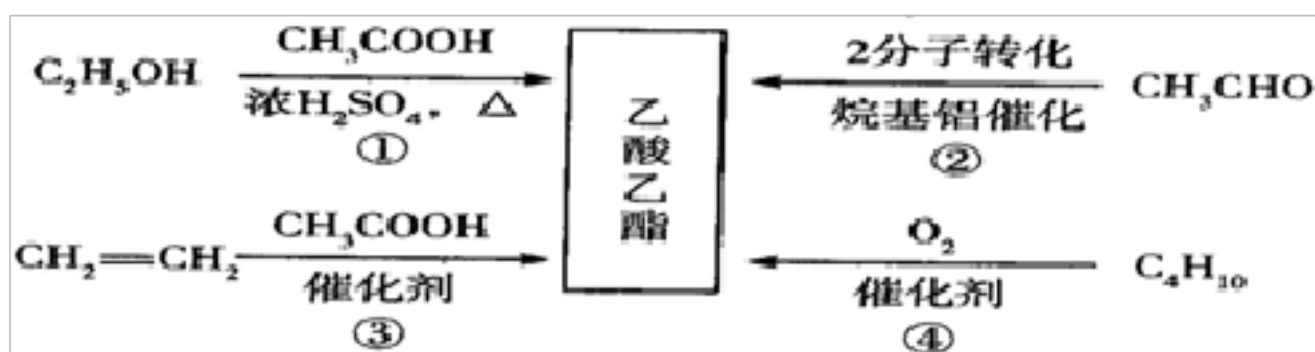 C₂H₅OH CH₃COOH 浓H₂SO₄，△ ①
乙酸乙酯
2分子转化 烷基铝催化 ② CH₃CHO
CH₂=CH₂ CH₃COOH 催化剂 ③
O₂ 催化剂 ④ C₄H₁₀